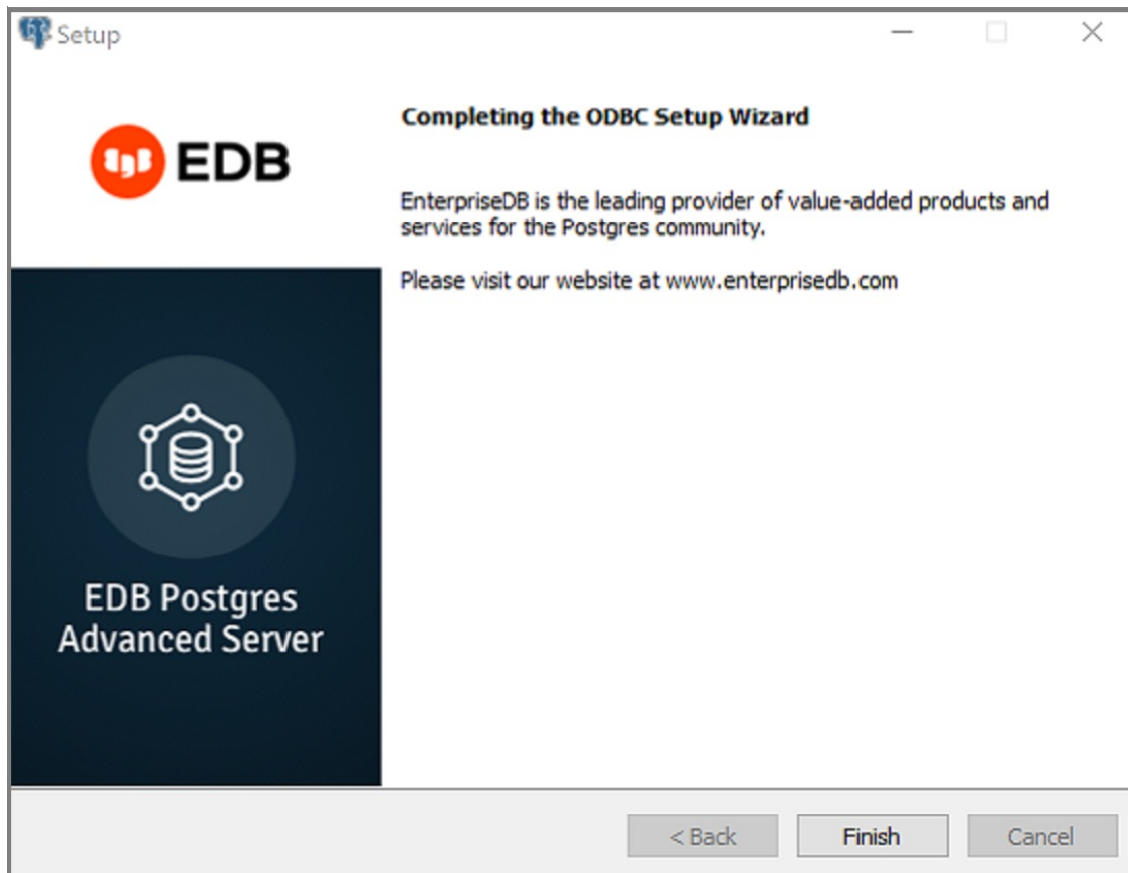 Setup
EDB
Completing the ODBC Setup Wizard
EnterpriseDB is the leading provider of value-added products and
services for the Postgres community.
Please visit our website at www.enterprisedb.com
EDB Postgres
Advanced Server
< Back
Finish
Cancel